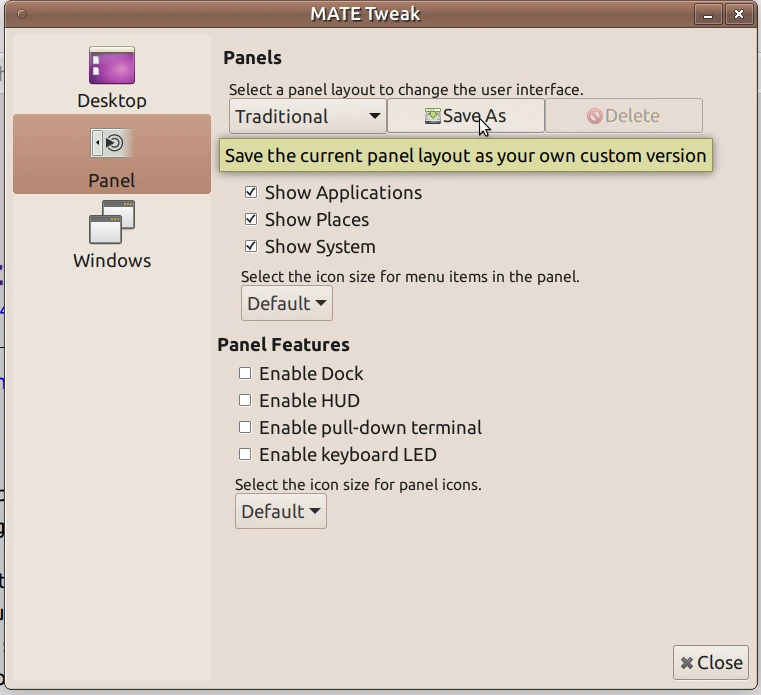 MATE Tweak
Desktop
Panel
Windows
Panels
Select a panel layout to change the user interface.
Traditional Save As Delete
Save the current panel layout as your own custom version
Show Applications
Show Places
Show System
Select the icon size for menu items in the panel.
Default
Panel Features
Enable Dock
Enable HUD
Enable pull-down terminal
Enable keyboard LED
Select the icon size for panel icons.
Default
Close